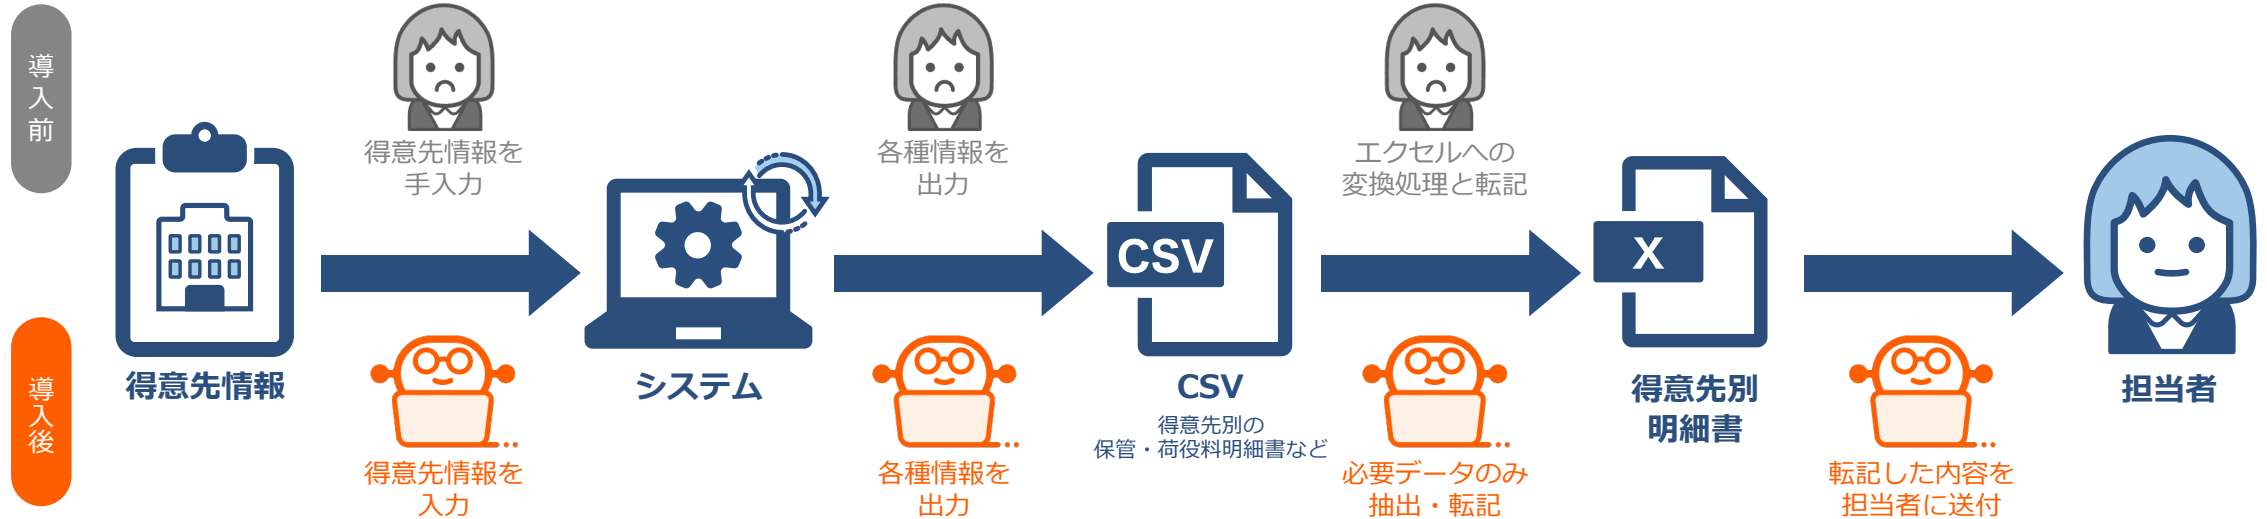 導入前
得意先情報を
手入力
各種情報を
出力
エクセルへの
変換処理と転記
CSV
X
得意先情報
システム
CSV
得意先別の
保管・荷役料明細書など
得意先別
明細書
担当者
導入後
得意先情報を
入力
各種情報を
出力
必要データのみ
抽出・転記
転記した内容を
担当者に送付